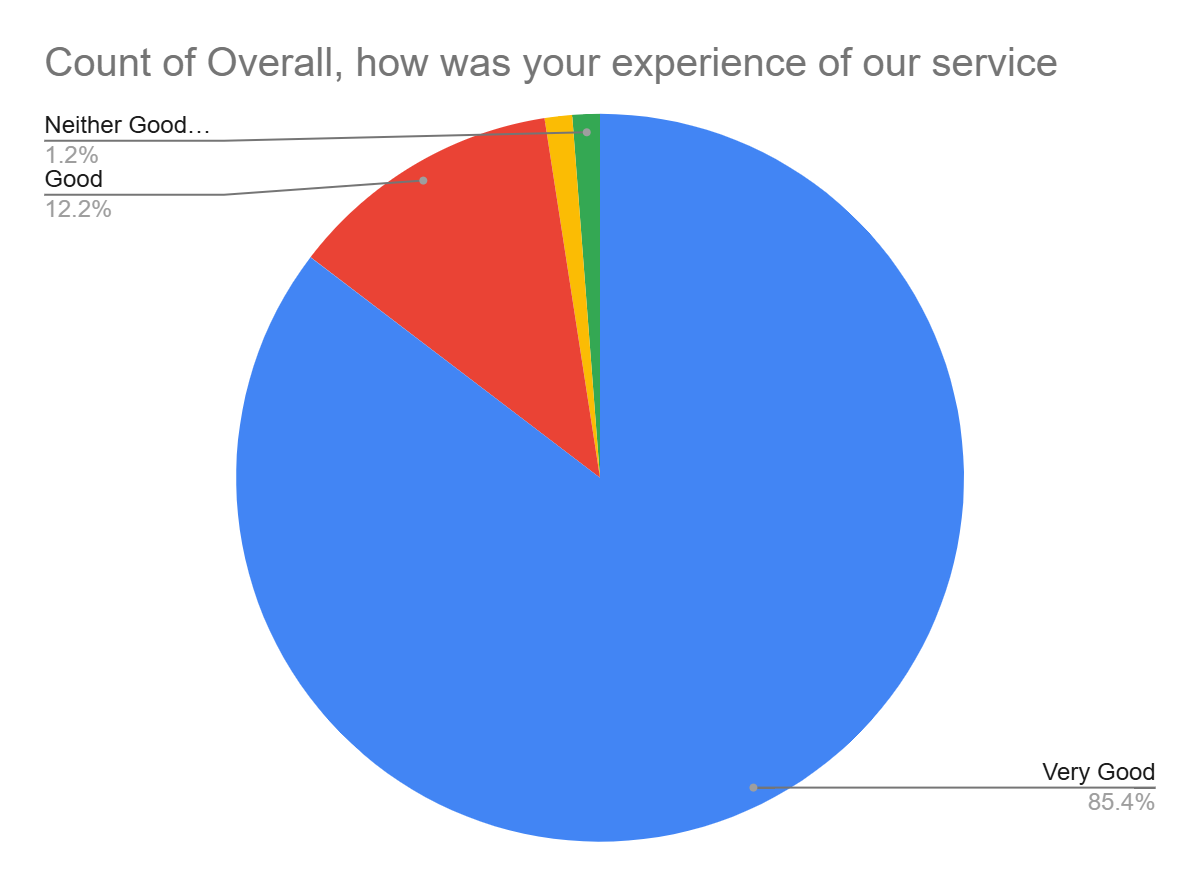 Count of Overall, how was your experience of our service
Neither Good…
1.2%
Good
12.2%
Very Good
85.4%